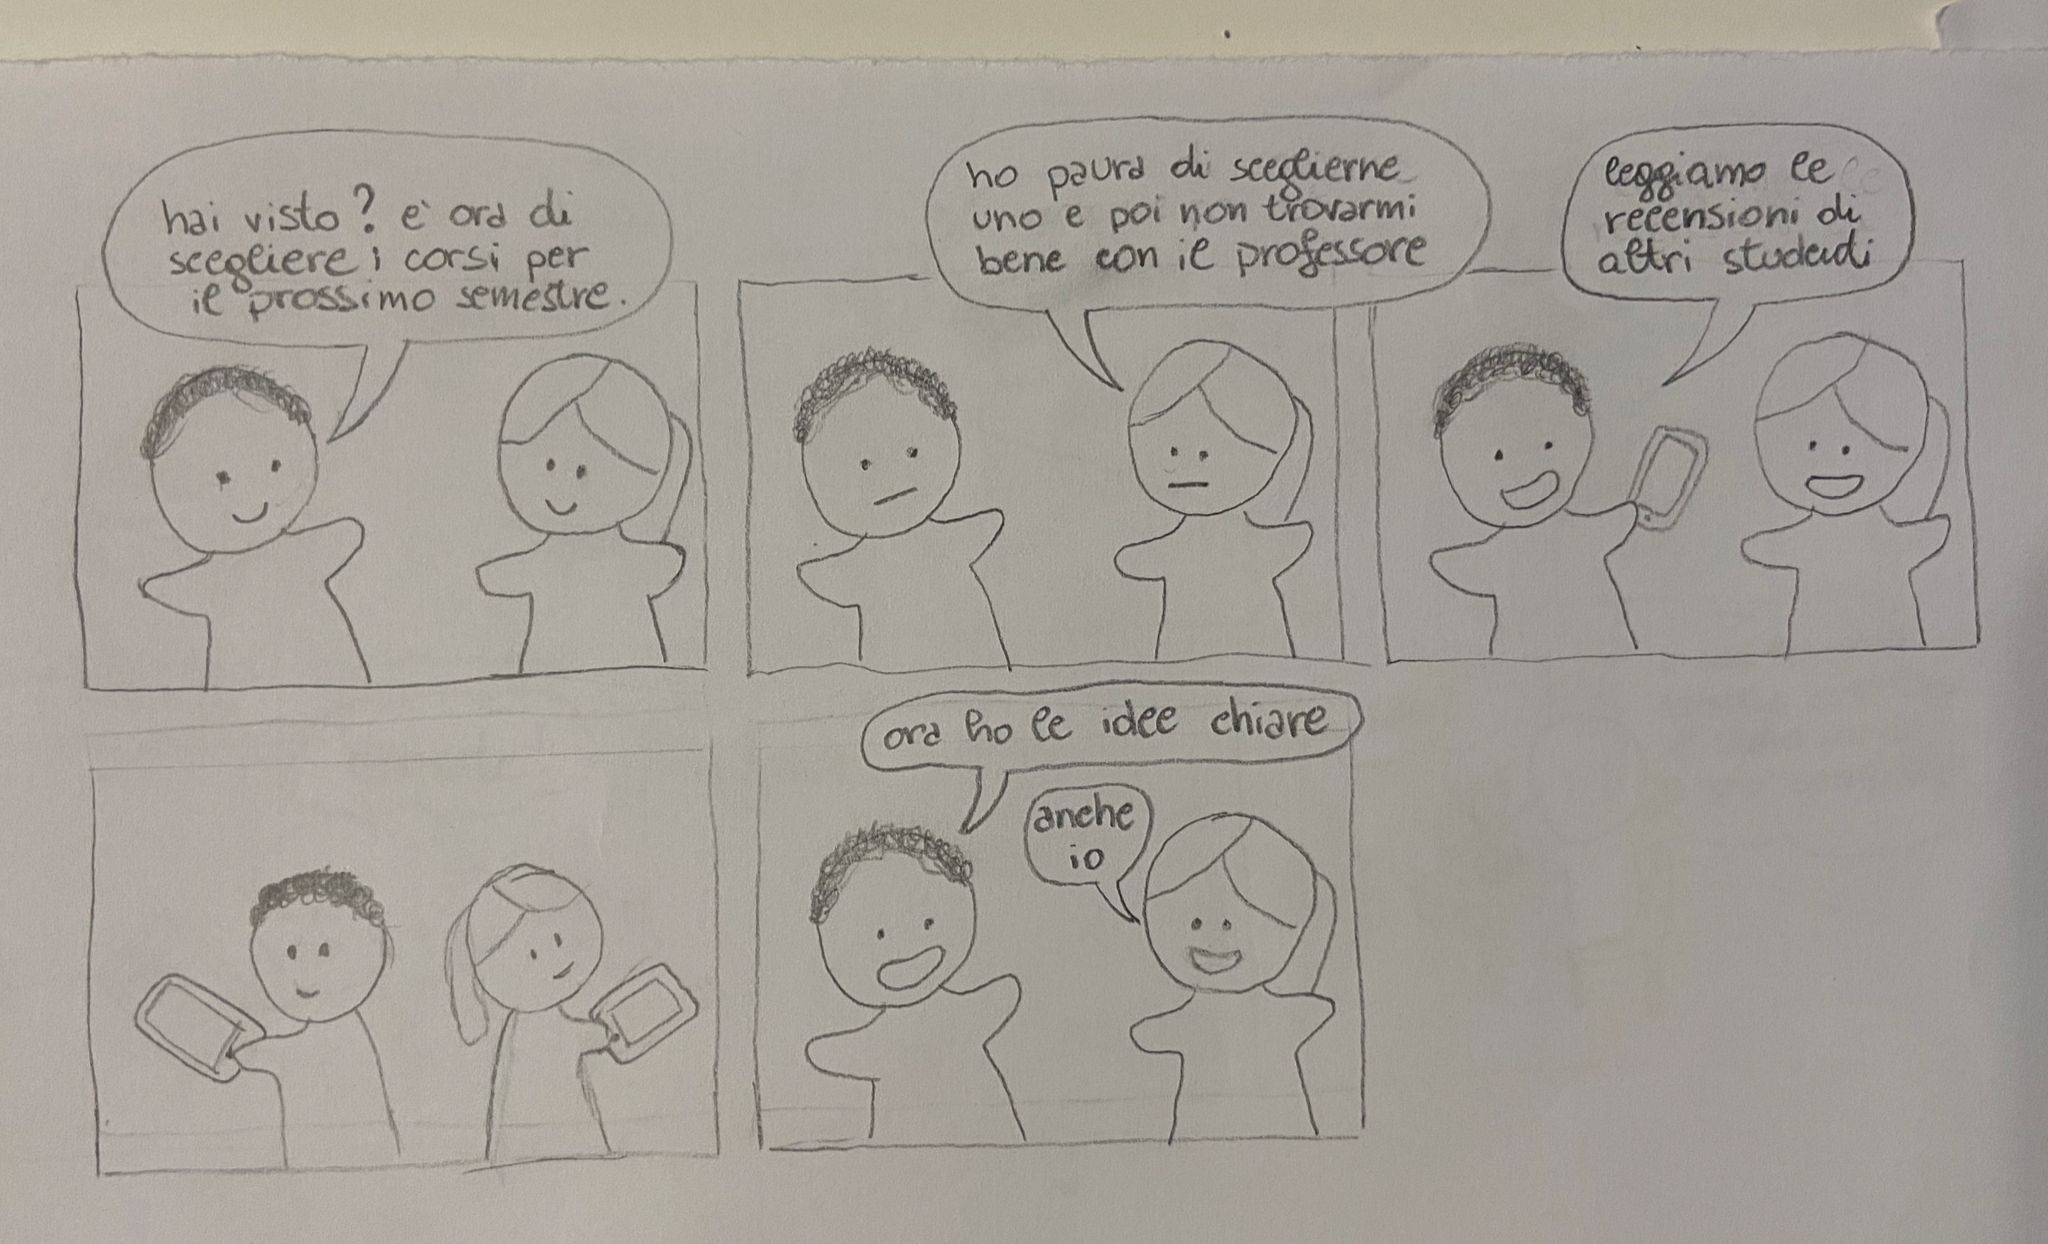 hai visto? è ora di
scegliere i corsi per
il prossimo semestre.
ho paura di sceglierne
uno e poi non trovarmi
bene con il professore
leggiamo le
recensioni di
altri studenti
ora ho le idee chiare
anche
io